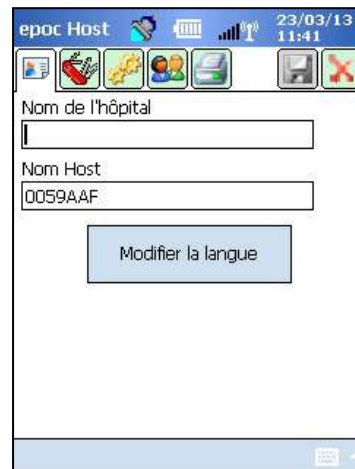 epoc Host
23/03/13
11:41
Nom de l'hôpital
Nom Host
0059AAF
Modifier la langue